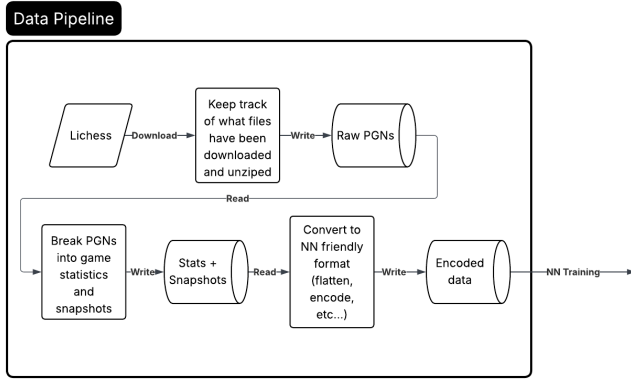 Data Pipeline
Lichess
Download
Keep track
of what files
have been
downloaded
and unziped
Write
Raw PGNs
Read
Break PGNs
into game
statistics
and
snapshots
Write
Stats +
Snapshots
Read
Convert to
NN friendly
format
(flatten,
encode,
etc...)
Write
Encoded
data
NN Training